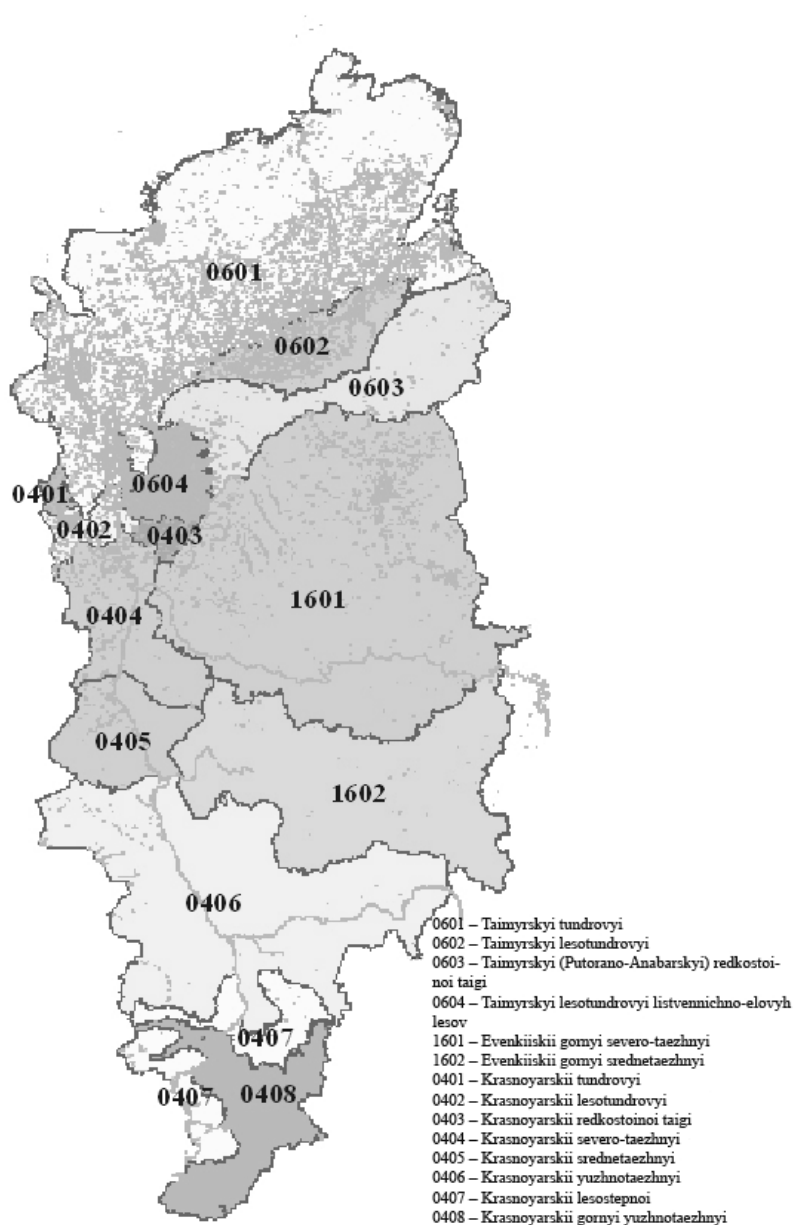 0601
0602
0603
0401
0604
0402
0403
1601
0404
0405
1602
0406
0407
0407
0408
0601 – Taimyrskyi tundrovyi
0602 – Taimyrskyi lesotundrovyi
0603 – Taimyrskyi (Putorano-Anabarskyi) redkostoi-
noi taigi
0604 – Taimyrskyi lesotundrovyi listvennichno-elovyh
lesov
1601 – Evenkiiskii gornyi severo-taezhnyi
1602 – Evenkiiskii gornyi srednetaezhnyi
0401 – Krasnoyarskii tundrovyi
0402 – Krasnoyarskii lesotundrovyi
0403 – Krasnoyarskii redkostoinoi taigi
0404 – Krasnoyarskii severo-taezhnyi
0405 – Krasnoyarskii srednetaezhnyi
0406 – Krasnoyarskii yuzhnotaezhnyi
0407 – Krasnoyarskii lesostepnoi
0408 – Krasnoyarskii gornyi yuzhnotaezhnyi